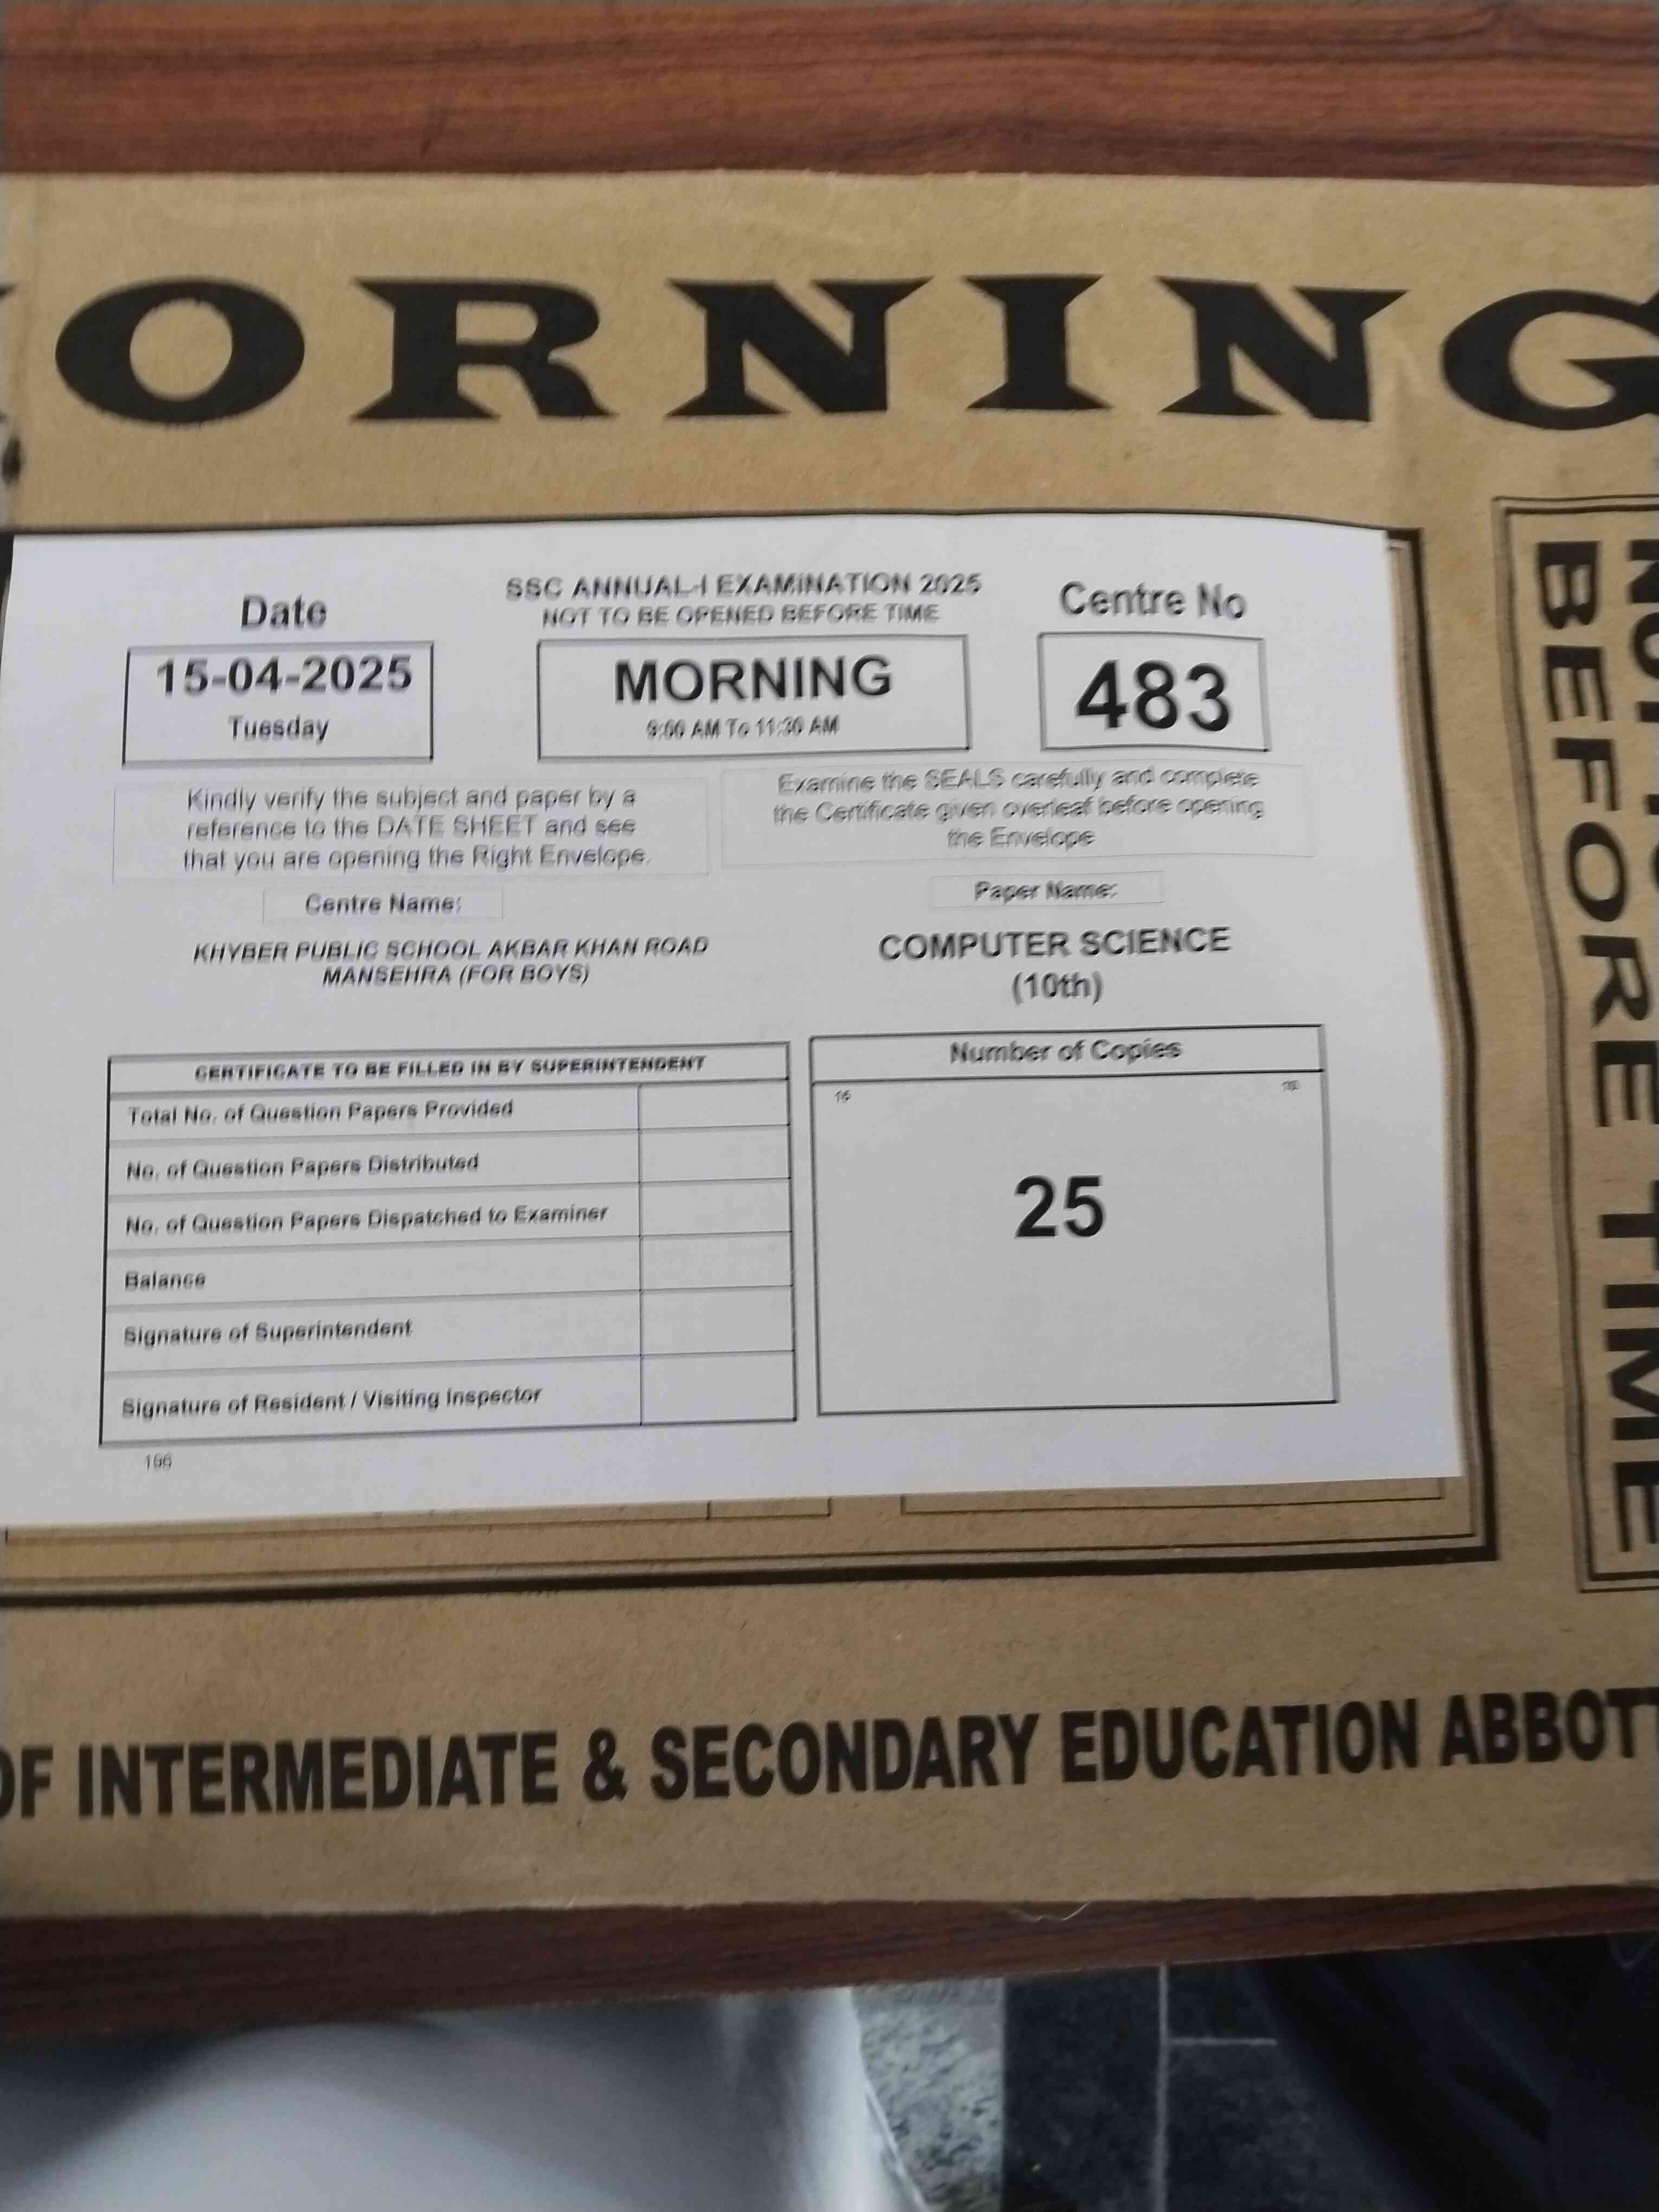 ORNING
Date
15-04-2025
Tuesday
SSC ANNUAL-I EXAMINATION 2025
NOT TO BE OPENED BEFORE TIME
MORNING
9:00 AM To 11:30 AM
Centre No
483
Kindly verify the subject and paper by a
reference to the DATE SHEET and see
that you are opening the Right Envelope.
Examine the SEALS carefully and complete
the Certificate given overleaf before opening
the Envelope
Centre Name:
KHYBER PUBLIC SCHOOL AKBAR KHAN ROAD
MANSEHRA (FOR BOYS)
Paper Name:
COMPUTER SCIENCE
(10th)
CERTIFICATE TO BE FILLED IN BY SUPERINTENDENT
Total No. of Question Papers Provided
No. of Question Papers Distributed
No. of Question Papers Dispatched to Examiner
Balance
Signature of Superintendent
Signature of Resident / Visiting Inspector
Number of Copies
25
BEFORE TIME
OF INTERMEDIATE & SECONDARY EDUCATION ABBOTT